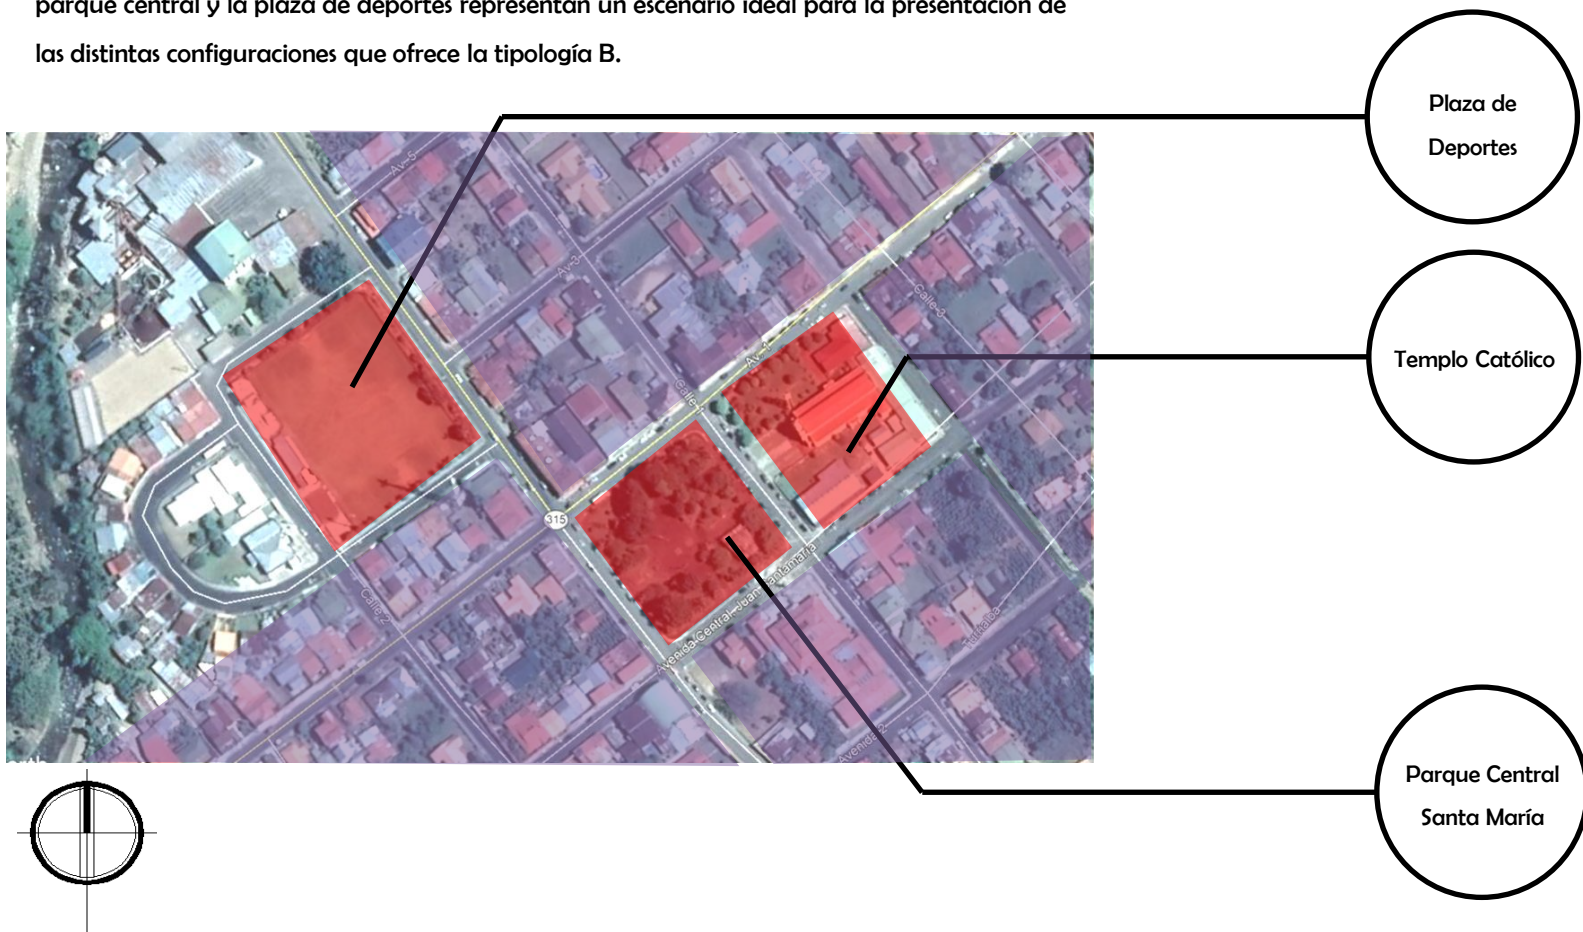 parque central y la plaza de deportes representan un escenario ideal para la presentación de
las distintas configuraciones que ofrece la tipología B.
Plaza de
Deportes
Av-5
Av-3
Calle-3
Templo Católico
Av-1
Calle-1
315
Avenida Central-Juan Santamaría
Calle-2
Turrialba
Avenida-2
Parque Central
Santa María